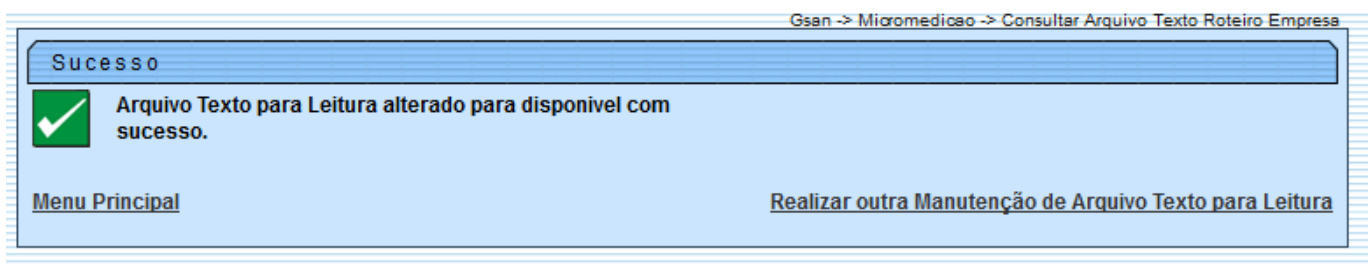 Gsan -> Micromedicao -> Consultar Arquivo Texto Roteiro Empresa
Sucesso
Arquivo Texto para Leitura alterado para disponivel com
sucesso.
Menu Principal
Realizar outra Manutenção de Arquivo Texto para Leitura